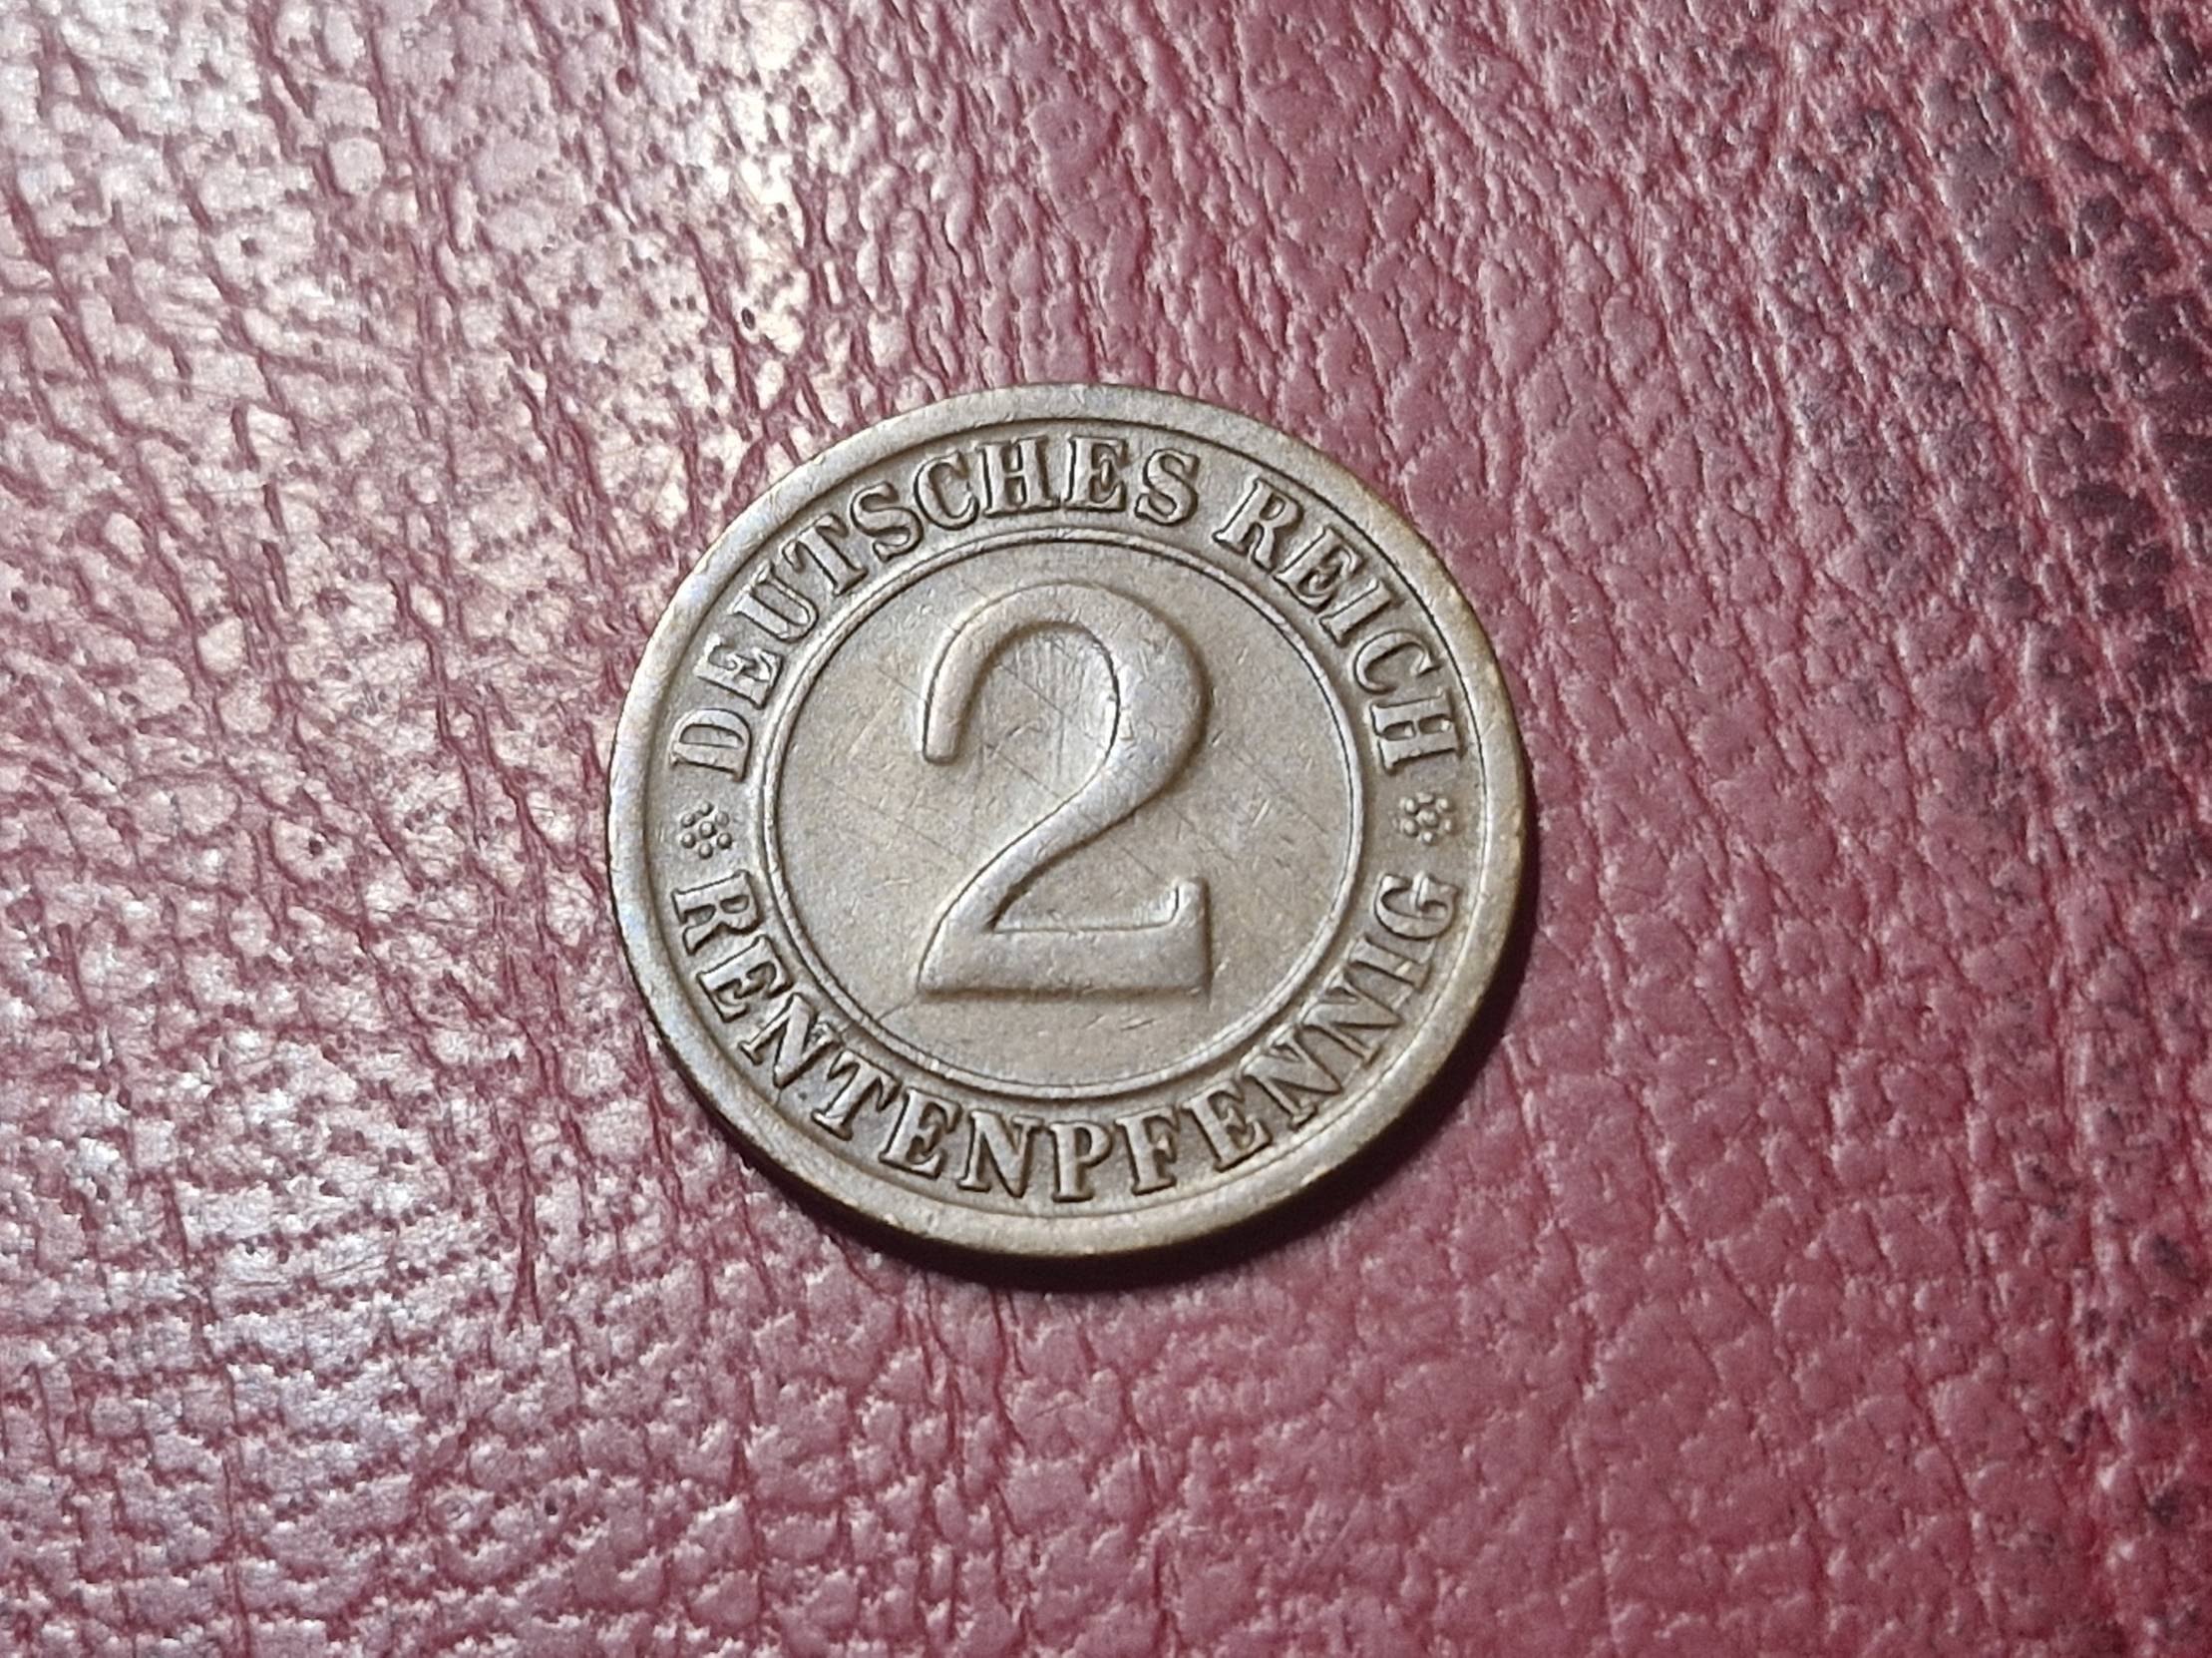 DEUTSCHES REICH
2
RENTENPFENNIG